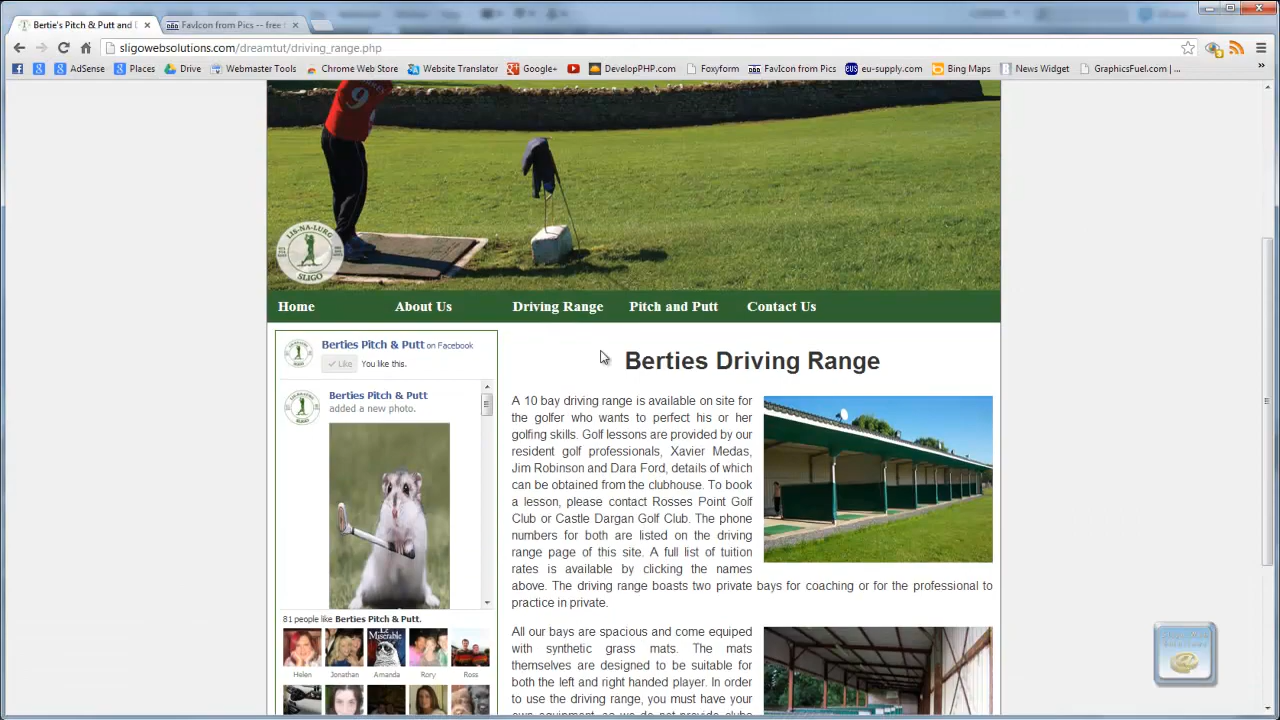 Bertie's Pitch & Putt and
FavIcon from Pics -- free
sligowebsolutions.com/dreamtut/driving_range.php
AdSense
Places
Drive
Webmaster Tools
Chrome Web Store
Website Translator
Google+
DevelopPHP.com
Foxyform
FavIcon from Pics
eu-supply.com
Bing Maps
News Widget
GraphicsFuel.com | ...
9
LIS-NA-LURG
SLIGO
Home
About Us
Driving Range
Pitch and Putt
Contact Us
Berties Pitch & Putt on Facebook
Like
You like this.
Berties Pitch & Putt
added a new photo.
81 people like Berties Pitch & Putt.
Helen
Jonathan
Amanda
Rory
Ross
Berties Driving Range
A 10 bay driving range is available on site for
the golfer who wants to perfect his or her
golfing skills. Golf lessons are provided by our
resident golf professionals, Xavier Medas,
Jim Robinson and Dara Ford, details of which
can be obtained from the clubhouse. To book
a lesson, please contact Rosses Point Golf
Club or Castle Dargan Golf Club. The phone
numbers for both are listed on the driving
range page of this site. A full list of tuition
rates is available by clicking the names
above. The driving range boasts two private bays for coaching or for the professional to
practice in private.
All our bays are spacious and come equipped
with synthetic grass mats. The mats
themselves are designed to be suitable for
both the left and right handed player. In order
to use the driving range, you must have your